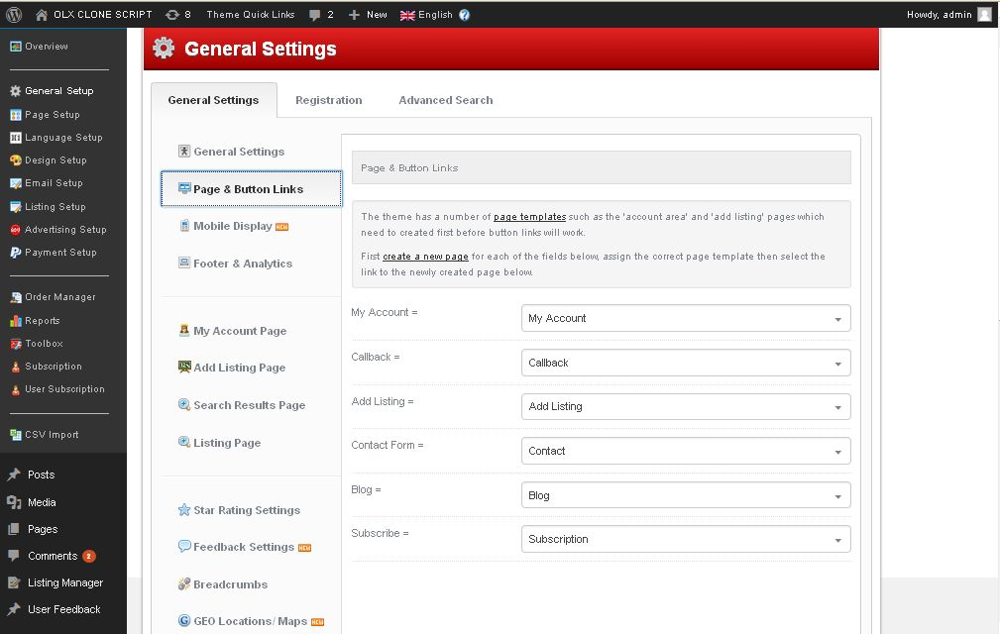 OLX CLONE SCRIPT 8 Theme Quick Links 2 New English ? Howdy, admin
Overview
General Setup
Page Setup
Language Setup
Design Setup
Email Setup
Listing Setup
Advertising Setup
Payment Setup
Order Manager
Reports
Toolbox
Subscription
User Subscription
CSV Import
Posts
Media
Pages
Comments 2
Listing Manager
User Feedback
General Settings
General Settings Registration Advanced Search
General Settings
Page & Button Links
Mobile Display NEW
Footer & Analytics
My Account Page
Add Listing Page
Search Results Page
Listing Page
Star Rating Settings
Feedback Settings NEW
Breadcrumbs
GEO Locations/ Maps NEW
Page & Button Links
The theme has a number of page templates such as the 'account area' and 'add listing' pages which
need to created first before button links will work.
First create a new page for each of the fields below, assign the correct page template then select the
link to the newly created page below.
My Account = My Account
Callback = Callback
Add Listing = Add Listing
Contact Form = Contact
Blog = Blog
Subscribe = Subscription